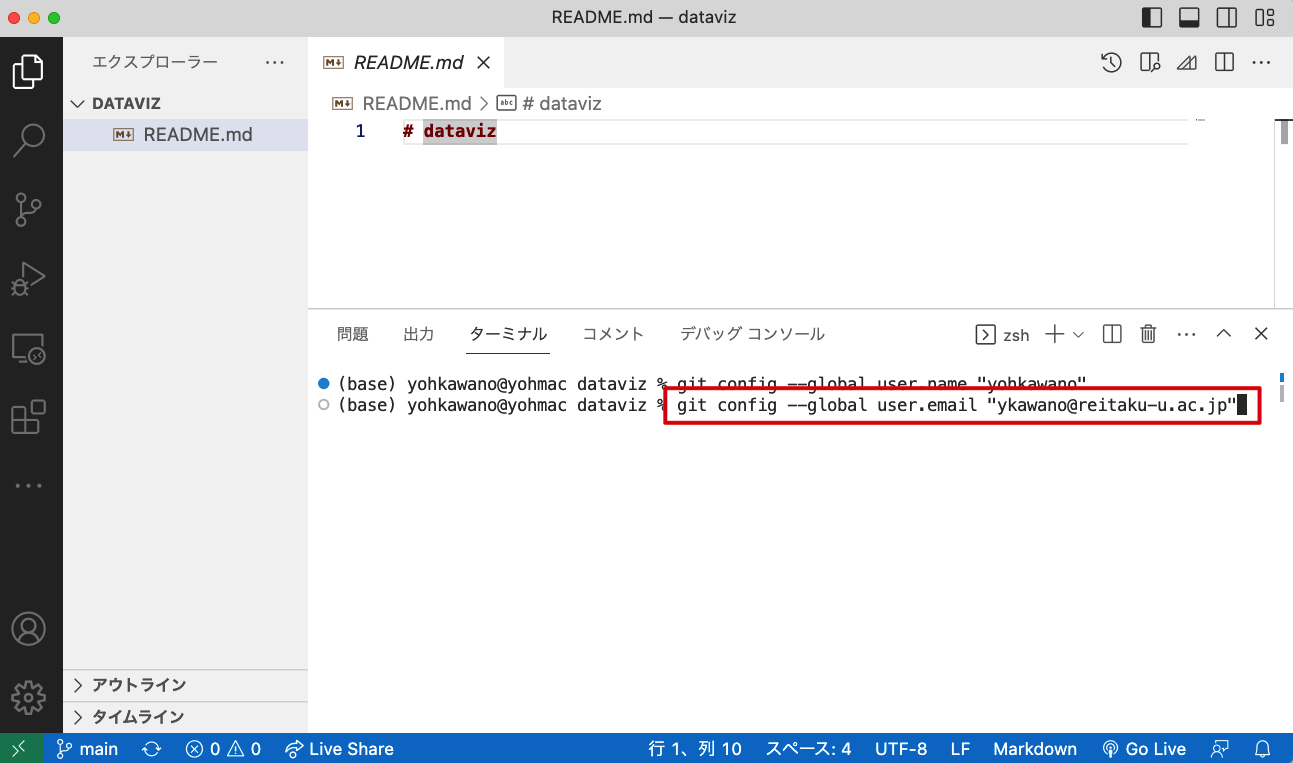 README.md — dataviz
エクスプローラー
DATAVIZ
README.md
アウトライン
タイムライン
README.md
README.md > # dataviz
1 # dataviz
問題 出力 ターミナル コメント デバッグ コンソール zsh
(base) yohkawano@yohmac dataviz % git config --global user.name "yohkawano"
(base) yohkawano@yohmac dataviz % git config --global user.email "ykawano@reitaku-u.ac.jp"
main 0 0 Live Share 行 1、列 10 スペース: 4 UTF-8 LF Markdown Go Live